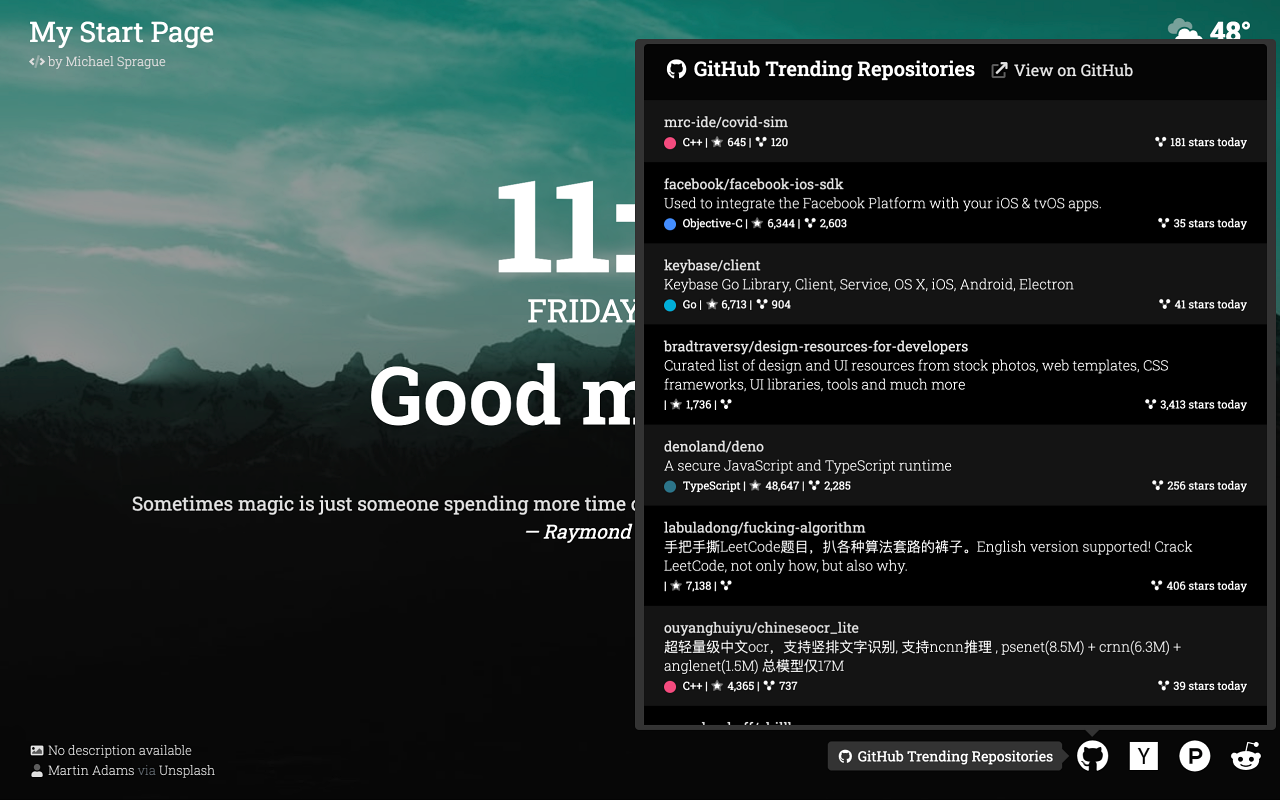 My Start Page
by Michael Sprague
48°
11:
FRIDAY
Good m
Sometimes magic is just someone spending more time
— Raymond
GitHub Trending Repositories View on GitHub
mrc-ide/covid-sim
C++ | 645 | 120 181 stars today
facebook/facebook-ios-sdk
Used to integrate the Facebook Platform with your iOS & tvOS apps.
Objective-C | 6,344 | 2,603 35 stars today
keybase/client
Keybase Go Library, Client, Service, OS X, iOS, Android, Electron
Go | 6,713 | 904 41 stars today
bradtraversy/design-resources-for-developers
Curated list of design and UI resources from stock photos, web templates, CSS
frameworks, UI libraries, tools and much more
| 1,736 | 3,413 stars today
denoland/deno
A secure JavaScript and TypeScript runtime
TypeScript | 48,647 | 2,285 256 stars today
labuladong/fucking-algorithm
手把手撕LeetCode题目，扒各种算法套路的裤子。English version supported! Crack
LeetCode, not only how, but also why.
| 7,138 | 406 stars today
ouyanghuiyu/chineseocr_lite
超轻量级中文ocr，支持竖排文字识别, 支持ncnn推理 , psenet(8.5M) + crnn(6.3M) +
anglenet(1.5M) 总模型仅17M
C++ | 4,365 | 737 39 stars today
No description available
Martin Adams via Unsplash
GitHub Trending Repositories
Y
P